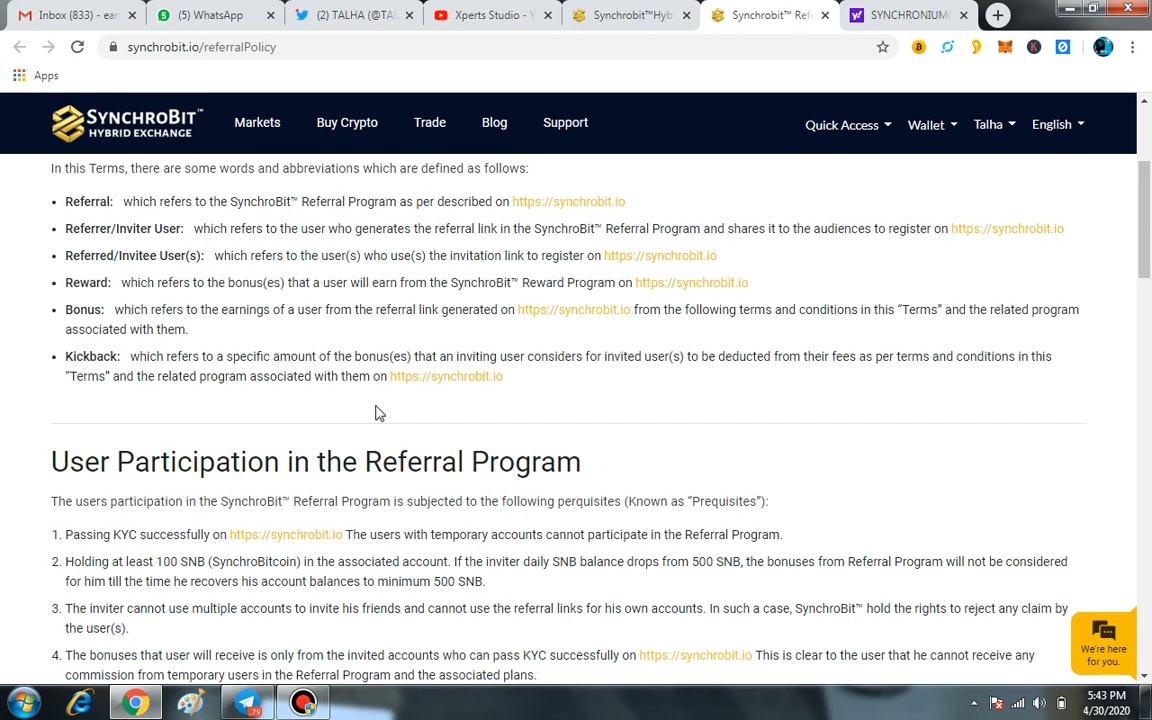 Inbox (833) - ear
(5) WhatsApp
(2) TALHA (@TAL
Xperts Studio - Y
Synchrobit™Hyb
Synchrobit™ Ref
SYNCHRONIUM
synchrobit.io/referralPolicy
Apps
SYNCHROBIT™
HYBRID EXCHANGE
Markets
Buy Crypto
Trade
Blog
Support
Quick Access
Wallet
Talha
English
In this Terms, there are some words and abbreviations which are defined as follows:
• Referral: which refers to the SynchroBit™ Referral Program as per described on https://synchrobit.io
• Referrer/Inviter User: which refers to the user who generates the referral link in the SynchroBit™ Referral Program and shares it to the audiences to register on https://synchrobit.io
• Referred/Invitee User(s): which refers to the user(s) who use(s) the invitation link to register on https://synchrobit.io
• Reward: which refers to the bonus(es) that a user will earn from the SynchroBit™ Reward Program on https://synchrobit.io
• Bonus: which refers to the earnings of a user from the referral link generated on https://synchrobit.io from the following terms and conditions in this “Terms” and the related program
associated with them.
• Kickback: which refers to a specific amount of the bonus(es) that an inviting user considers for invited user(s) to be deducted from their fees as per terms and conditions in this
“Terms” and the related program associated with them on https://synchrobit.io
User Participation in the Referral Program
The users participation in the SynchroBit™ Referral Program is subjected to the following perquisites (Known as “Prequisites”):
1. Passing KYC successfully on https://synchrobit.io The users with temporary accounts cannot participate in the Referral Program.
2. Holding at least 100 SNB (SynchroBitcoin) in the associated account. If the inviter daily SNB balance drops from 500 SNB, the bonuses from Referral Program will not be considered
for him till the time he recovers his account balances to minimum 500 SNB.
3. The inviter cannot use multiple accounts to invite his friends and cannot use the referral links for his own accounts. In such a case, SynchroBit™ hold the rights to reject any claim by
the user(s).
4. The bonuses that user will receive is only from the invited accounts who can pass KYC successfully on https://synchrobit.io This is clear to the user that he cannot receive any
commission from temporary users in the Referral Program and the associated plans.
We're here
for you.
79
5:43 PM
4/30/2020